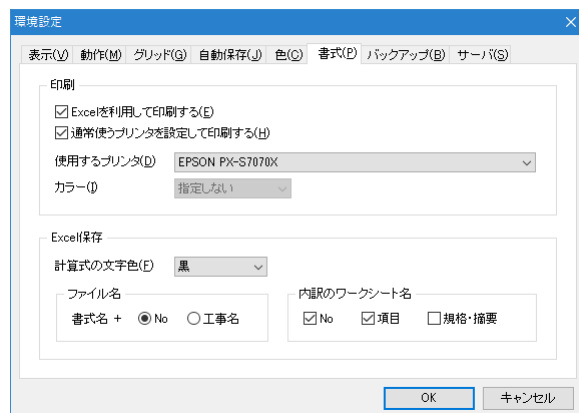 環境設定
表示(V) 動作(M) グリッド(G) 自動保存(J) 色(C) 書式(P) バックアップ(B) サーバ(S)
印刷
Excelを利用して印刷する(E)
通常使うプリンタを設定して印刷する(H)
使用するプリンタ(D) EPSON PX-S7070X
カラー(I) 指定しない
Excel保存
計算式の文字色(F) 黒
ファイル名 内訳のワークシート名
書式名 + No 工事名 No 項目 規格・摘要
OK キャンセル